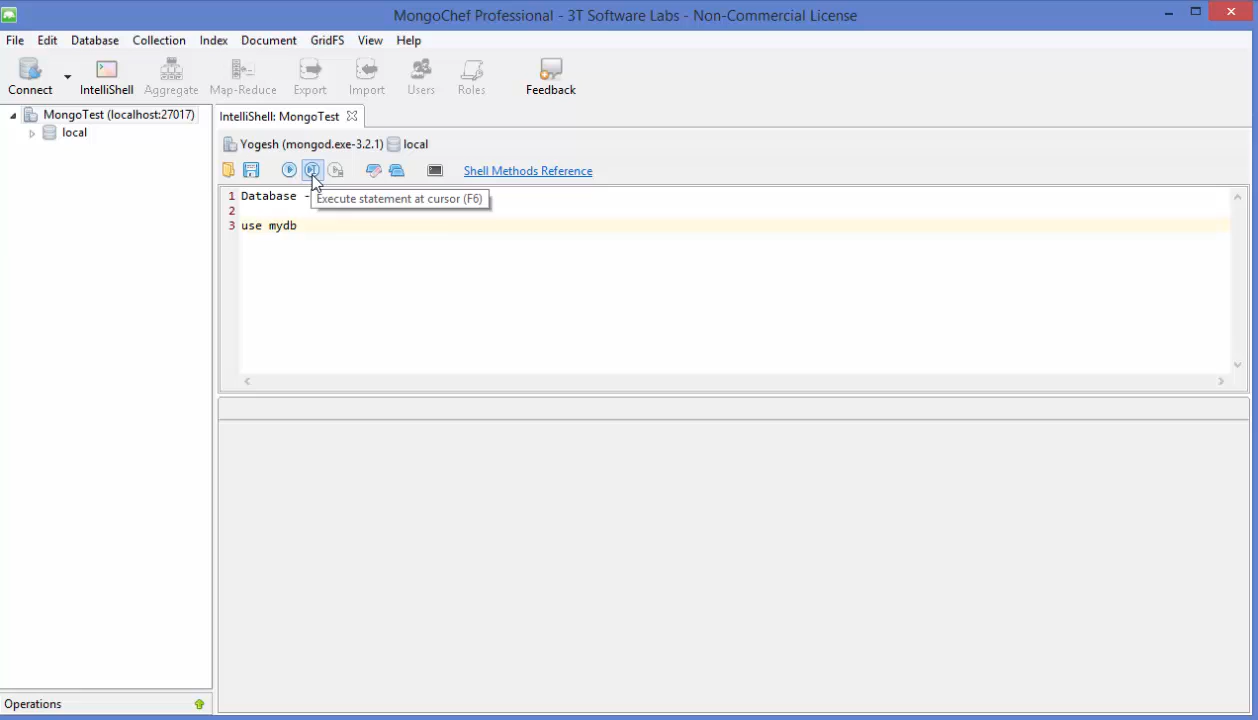 MongoChef Professional - 3T Software Labs - Non-Commercial License
File Edit Database Collection Index Document GridFS View Help
Connect IntelliShell Aggregate Map-Reduce Export Import Users Roles Feedback
MongoTest (localhost:27017)
local
IntelliShell: MongoTest
Yogesh (mongod.exe-3.2.1) local
Shell Methods Reference
1 Database -
Execute statement at cursor (F6)
2
3 use mydb
Operations